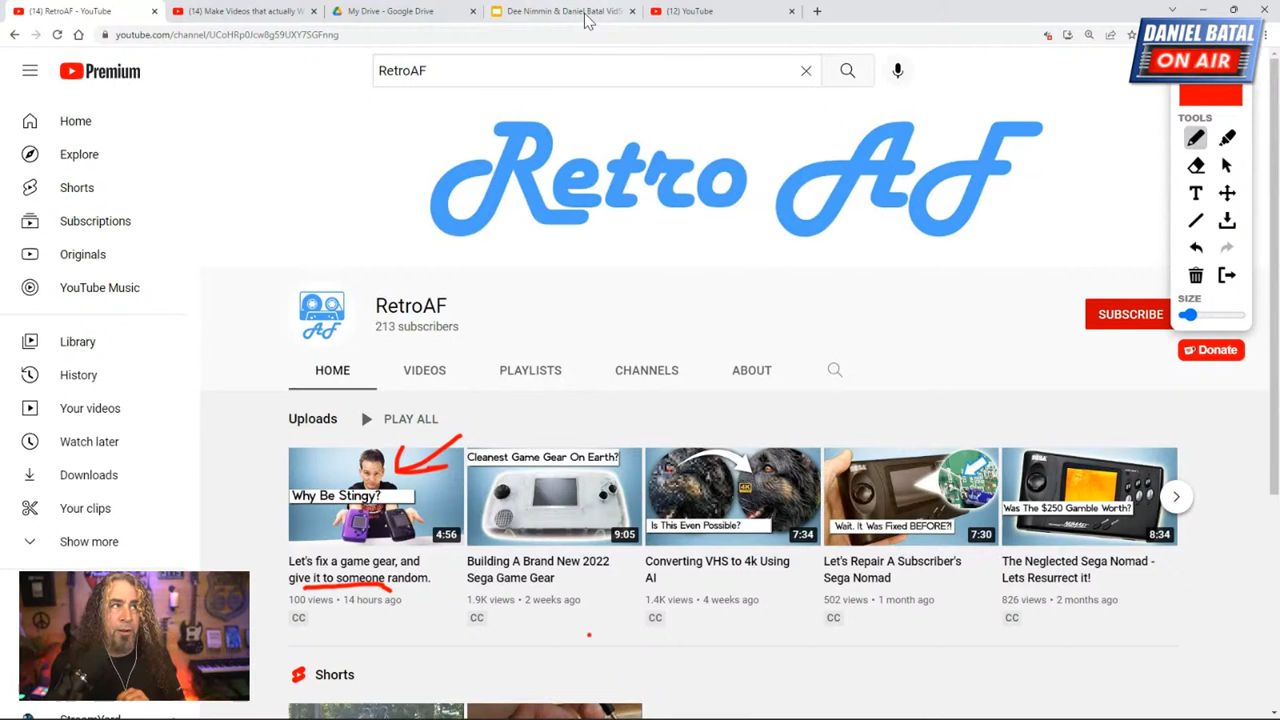 (14) RetroAF - YouTube
(14) Make Videos that actually W
My Drive - Google Drive
Dee Nimmin & Daniel Batal VidS
(12) YouTube
youtube.com/channel/UCoHRp0Jcw8g59UXY7SGFnng
DANIEL BATAL
ON AIR
Premium
RetroAF
TOOLS
T
SIZE
Home
Explore
Shorts
Subscriptions
Originals
YouTube Music
Library
History
Your videos
Watch later
Downloads
Your clips
Show more
Retro AF
AF
RetroAF
213 subscribers
SUBSCRIBE
Donate
HOME
VIDEOS
PLAYLISTS
CHANNELS
ABOUT
Uploads
PLAY ALL
Why Be Stingy?
4:56
Let's fix a game gear, and
give it to someone random.
100 views • 14 hours ago
CC
Cleanest Game Gear On Earth?
9:05
Building A Brand New 2022
Sega Game Gear
1.9K views • 2 weeks ago
CC
4K
Is This Even Possible?
7:34
Converting VHS to 4k Using
AI
1.4K views • 4 weeks ago
CC
SEGA
Wait. It Was Fixed BEFORE?!
7:30
Let's Repair A Subscriber's
Sega Nomad
502 views • 1 month ago
CC
SEGA
Was The $250 Gamble Worth?
8:34
The Neglected Sega Nomad -
Lets Resurrect it!
826 views • 2 months ago
CC
Shorts
StreamYard